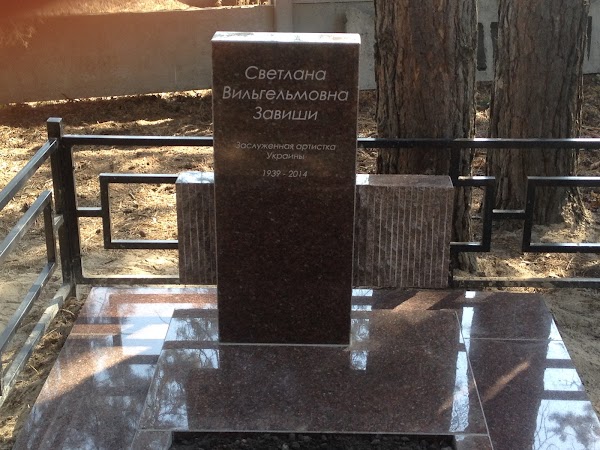 Светлана
Вильгельмовна
Завиши
Заслуженная артистка
Украины
1939 - 2014